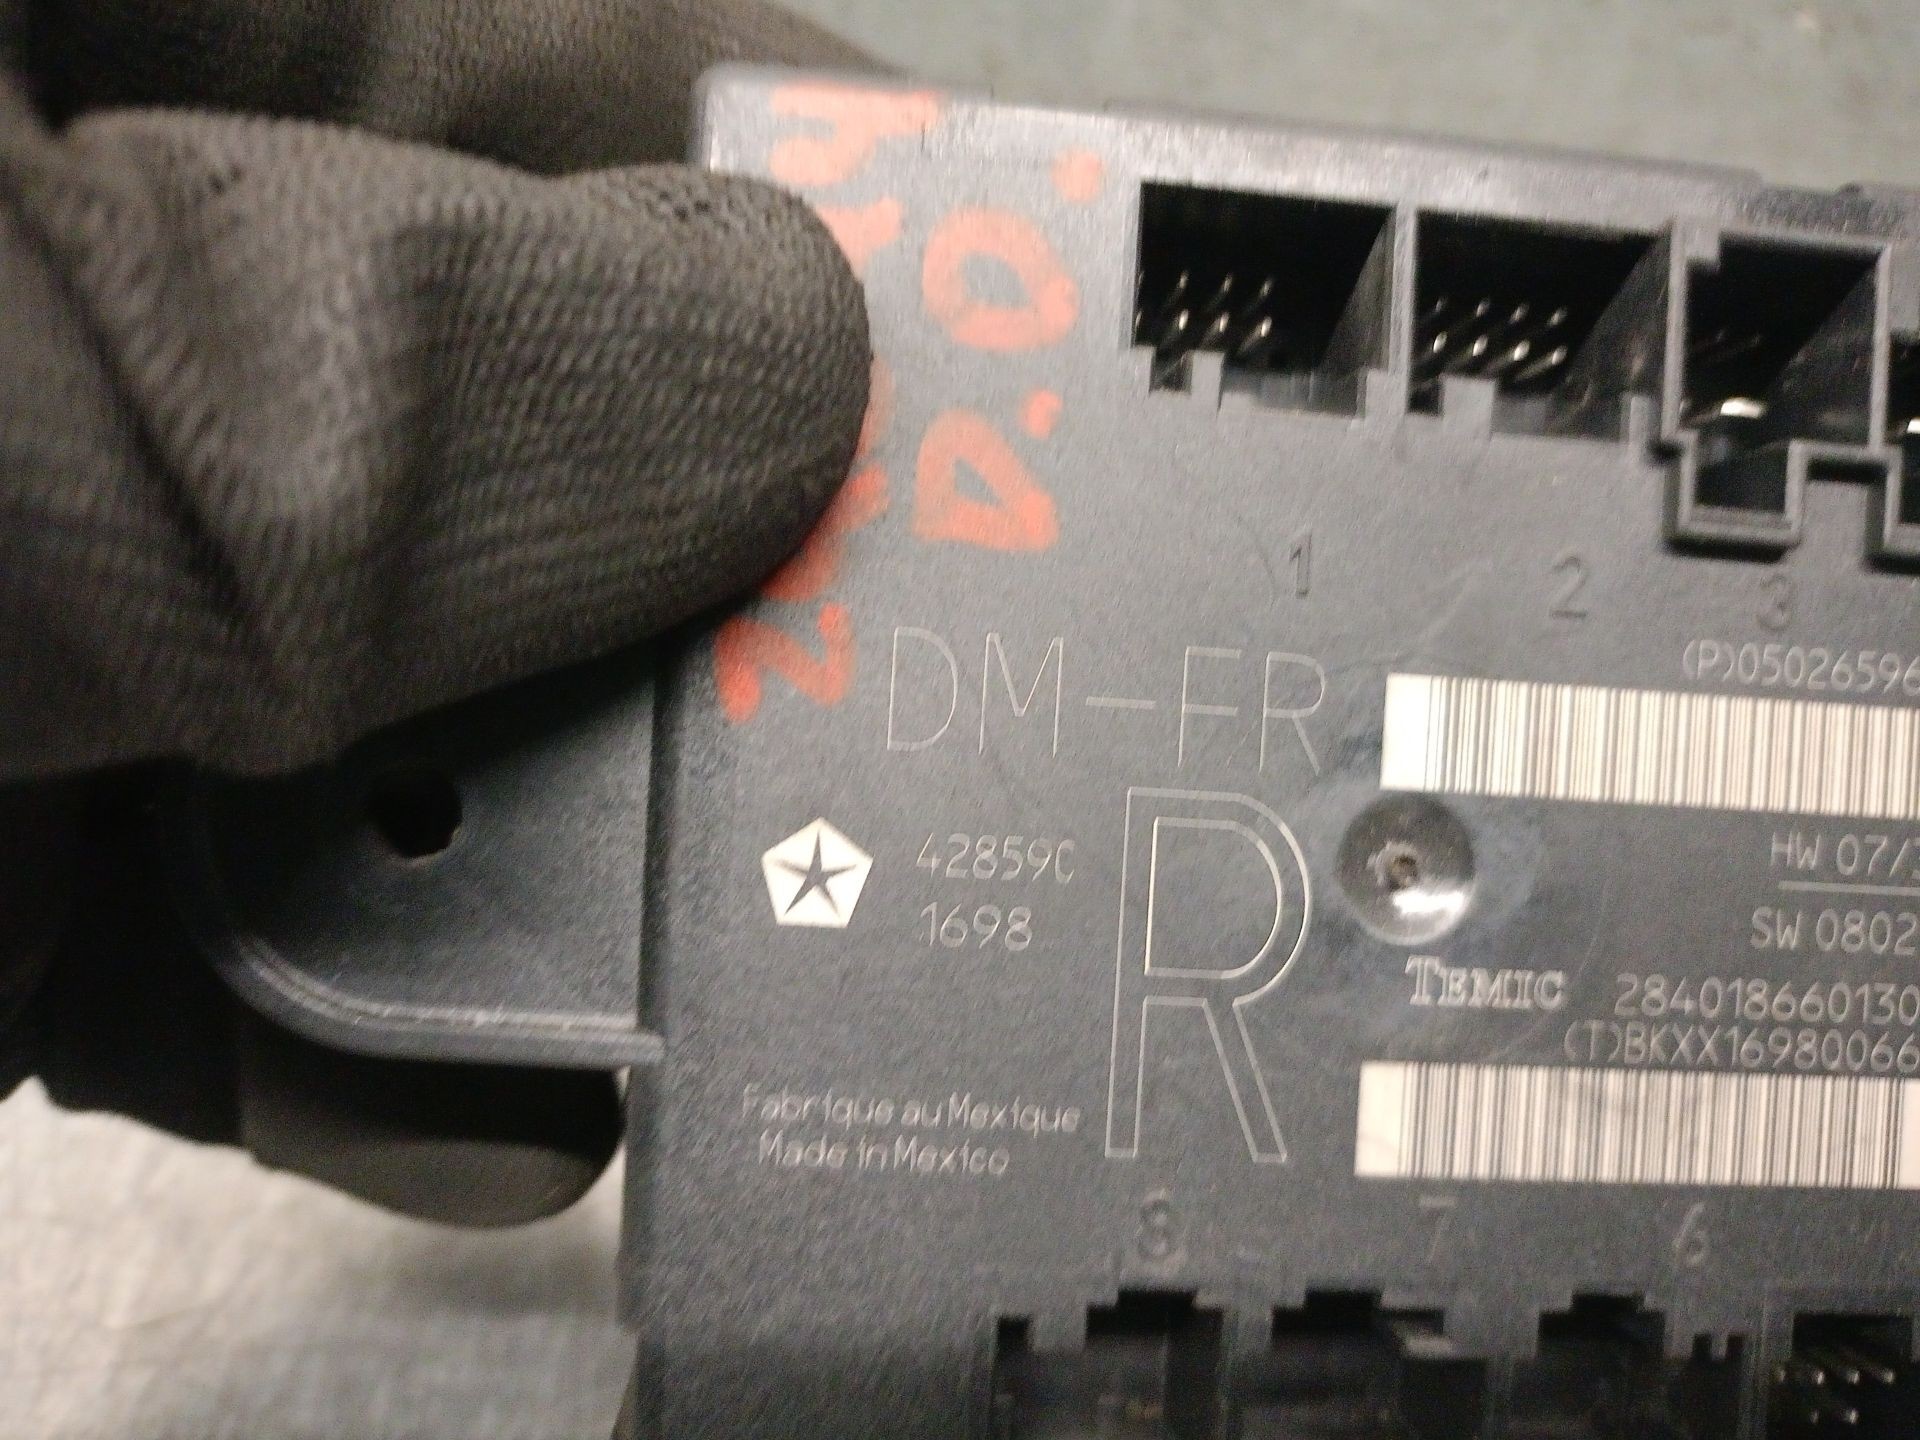 1
2
3
DM-FR
(P)05026596
HW 07/3
SW 0802
42859C
1698
R
TEMIC 284018660130
(T)BKXX16980066
Fabrique au Mexique
Made in Mexico
8
7
6